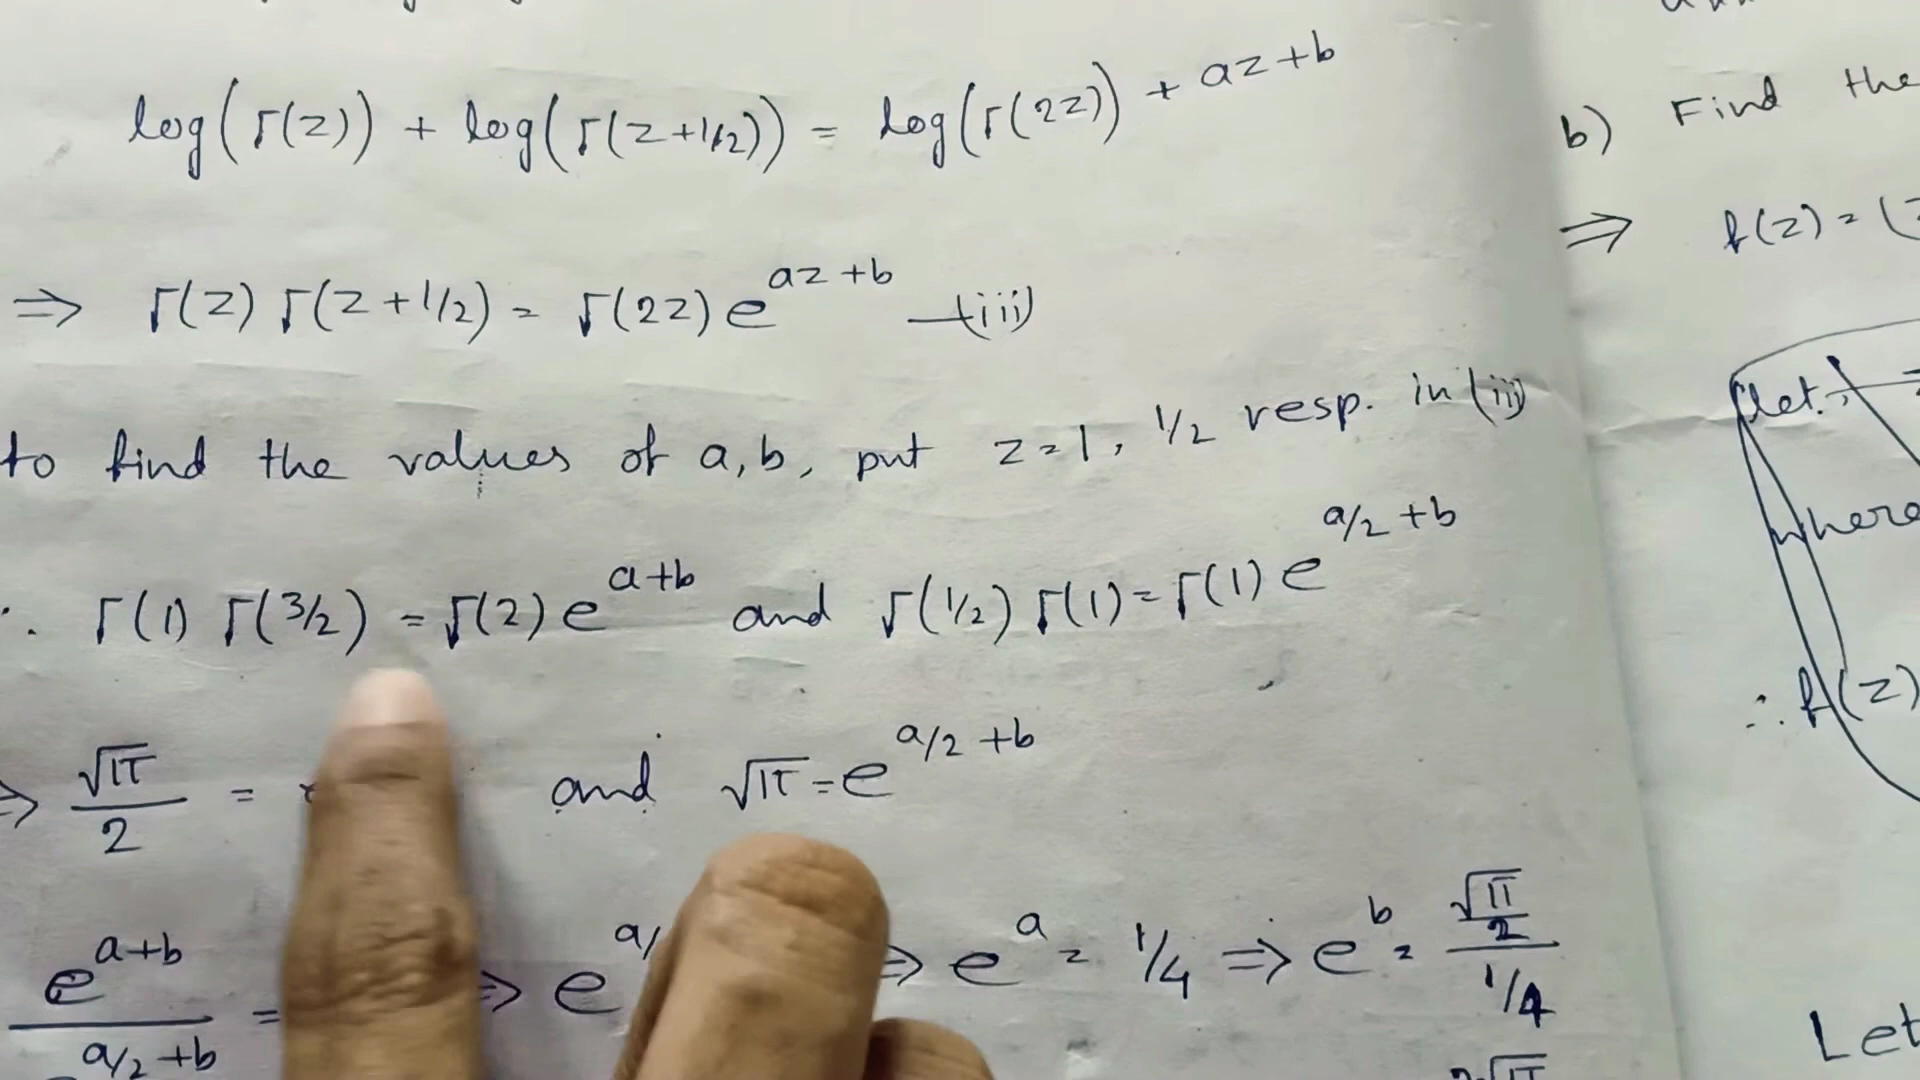 log(Γ(z)) + log(Γ(z+1/2)) = log(Γ(2z)) + az+b
⇒ Γ(z) Γ(z+1/2) = Γ(2z) e^{az+b} —(iii)
to find the values of a, b, put z=1, 1/2 resp. in (iii)
∴ Γ(1) Γ(3/2) = Γ(2) e^{a+b} and Γ(1/2) Γ(1) = Γ(1) e^{a/2+b}
⇒ √π/2 = and √π = e^{a/2+b}
e^{a+b}/e^{a/2+b} = ⇒ e^{a/ ⇒ e^a = 1/4 ⇒ e^b = (√π/2)/(1/4)
b) Find the
⇒ f(z) = (z
Let
where
∴ f(z)
Let